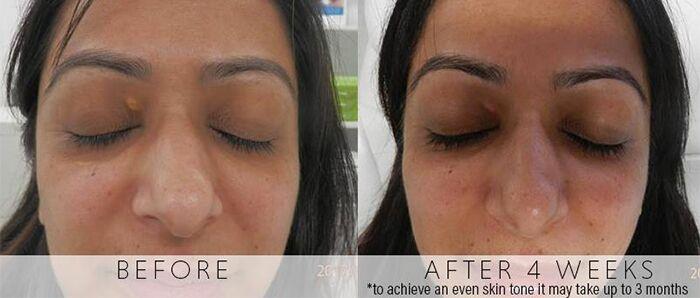 BEFORE
AFTER 4 WEEKS
*to achieve an even skin tone it may take up to 3 months